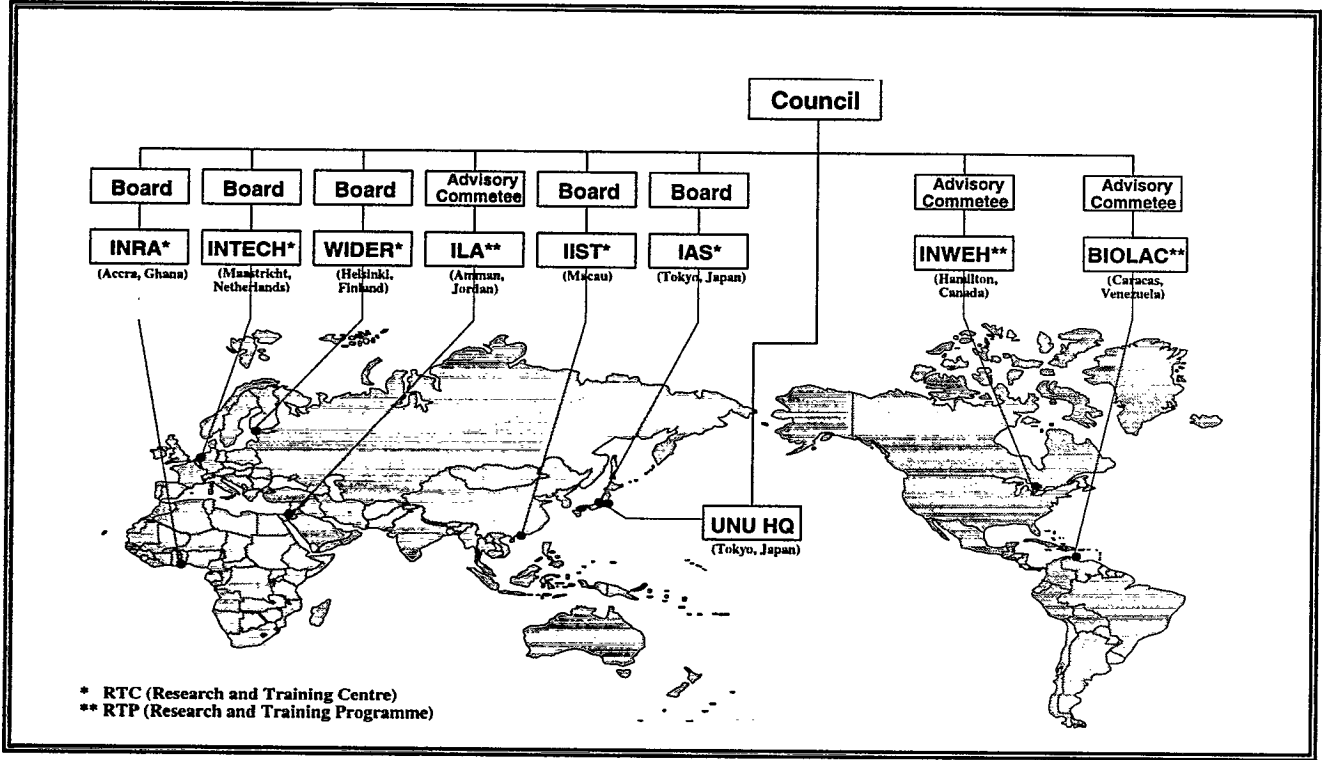 Council
Board
Board
Board
Advisory
Commetee
Board
Board
Advisory
Commetee
Advisory
Commetee
INRA*
INTECH*
WIDER*
ILA**
IIST*
IAS*
INWEH**
BIOLAC**
(Accra, Ghana)
(Maastricht,
Netherlands)
(Helsinki,
Finland)
(Amman,
Jordan)
(Macau)
(Tokyo, Japan)
(Hamilton,
Canada)
(Caracas,
Venezuela)
UNU HQ
(Tokyo, Japan)
* RTC (Research and Training Centre)
** RTP (Research and Training Programme)